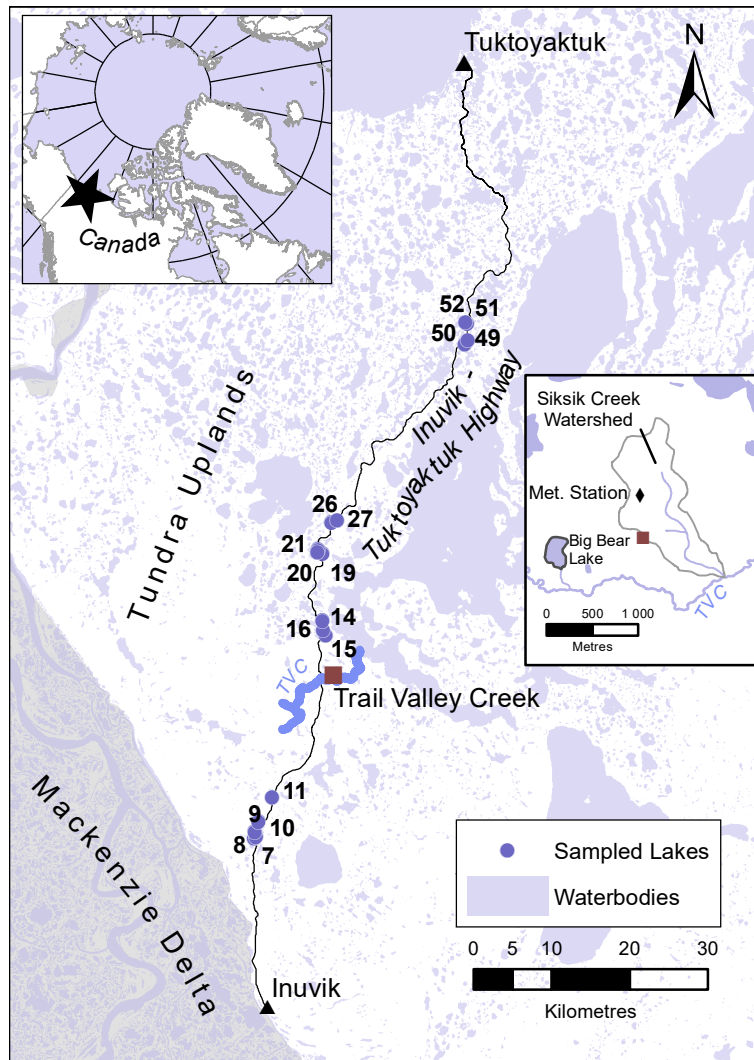 Tuktoyaktuk
N
Canada
52
51
50
49
Inuvik -
Tuktoyaktuk Highway
Tundra Uplands
Siksik Creek
Watershed
Met. Station
Big Bear
Lake
TVC
0 500 1 000
Metres
26
27
21
20
19
14
16
15
TVC
Trail Valley Creek
11
9
10
8
7
Mackenzie Delta
Inuvik
Sampled Lakes
Waterbodies
0 5 10 20 30
Kilometres